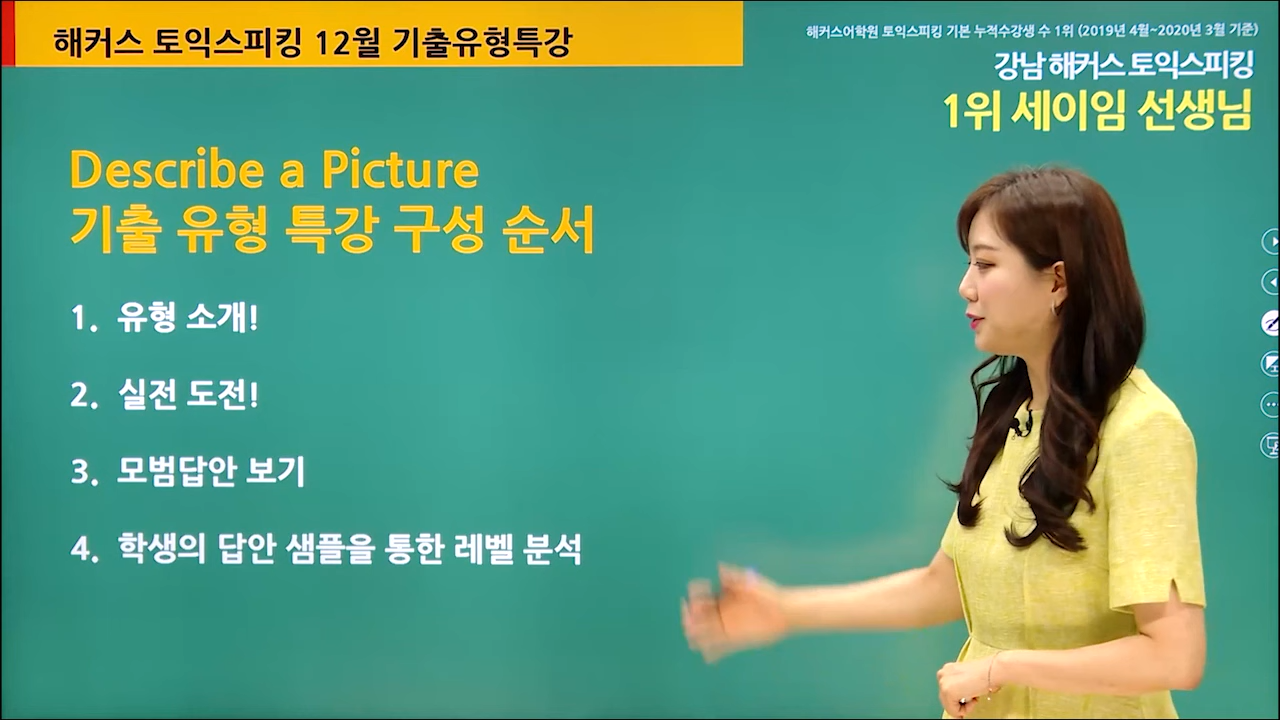 해커스 토익스피킹 12월 기출유형특강
해커스어학원 토익스피킹 기본 누적수강생 수 1위 (2019년 4월~2020년 3월 기준)
강남 해커스 토익스피킹
1위 세이임 선생님
Describe a Picture
기출 유형 특강 구성 순서
1. 유형 소개!
2. 실전 도전!
3. 모범답안 보기
4. 학생의 답안 샘플을 통한 레벨 분석